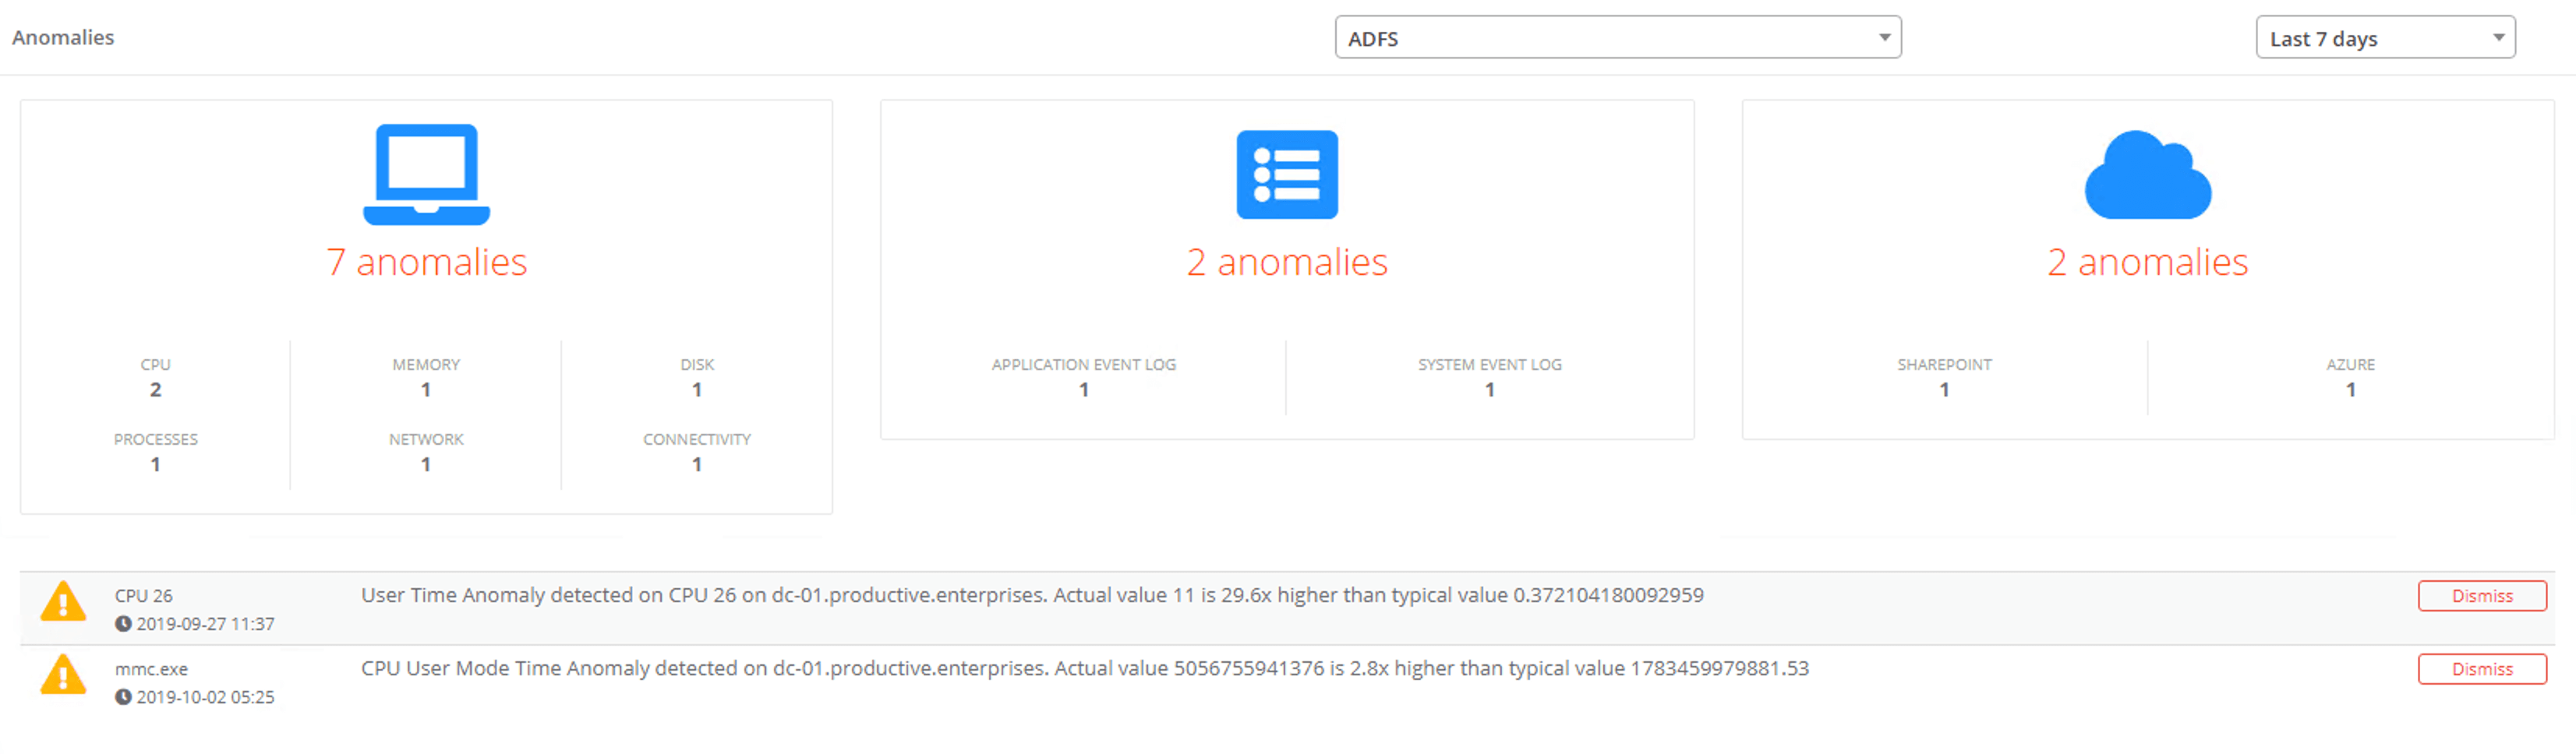 Anomalies
ADFS
Last 7 days
7 anomalies
CPU
2
MEMORY
1
DISK
1
PROCESSES
1
NETWORK
1
CONNECTIVITY
1
2 anomalies
APPLICATION EVENT LOG
1
SYSTEM EVENT LOG
1
2 anomalies
SHAREPOINT
1
AZURE
1
CPU 26
2019-09-27 11:37
User Time Anomaly detected on CPU 26 on dc-01.productive.enterprises. Actual value 11 is 29.6x higher than typical value 0.372104180092959
Dismiss
mmc.exe
2019-10-02 05:25
CPU User Mode Time Anomaly detected on dc-01.productive.enterprises. Actual value 5056755941376 is 2.8x higher than typical value 1783459979881.53
Dismiss